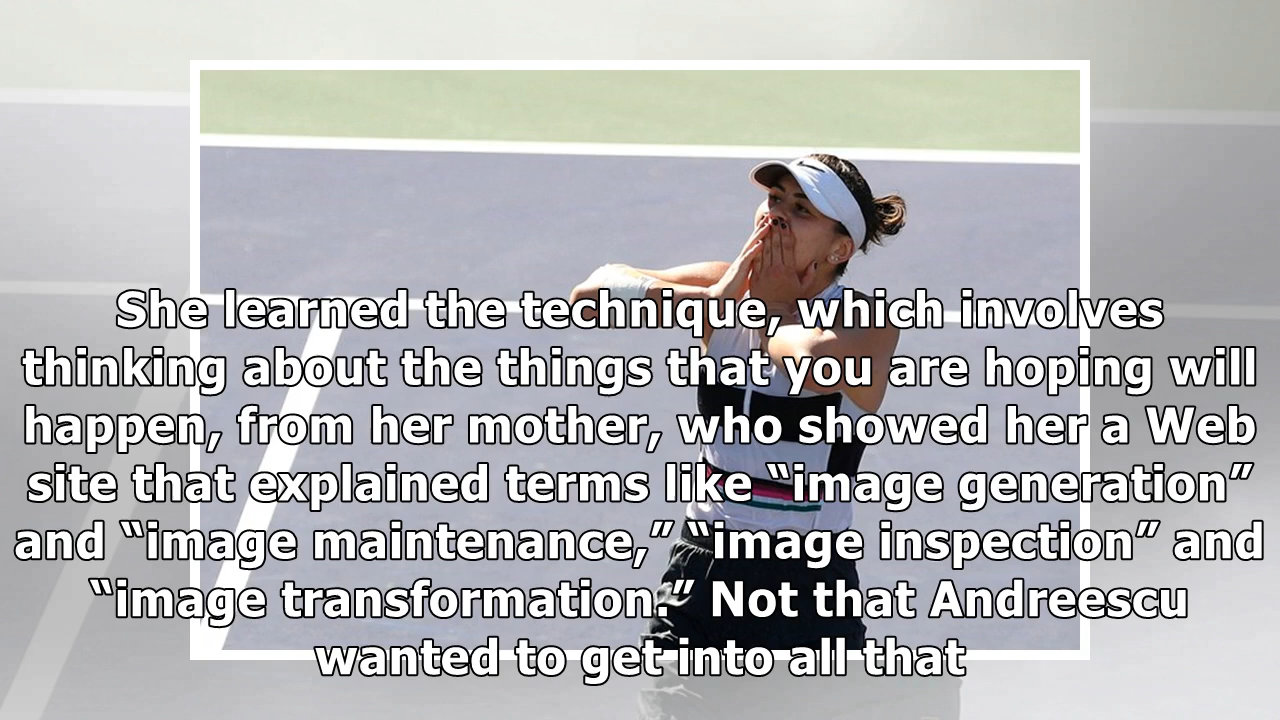 She learned the technique, which involves
thinking about the things that you are hoping will
happen, from her mother, who showed her a Web
site that explained terms like “image generation”
and “image maintenance,” “image inspection” and
“image transformation.” Not that Andreescu
wanted to get into all that